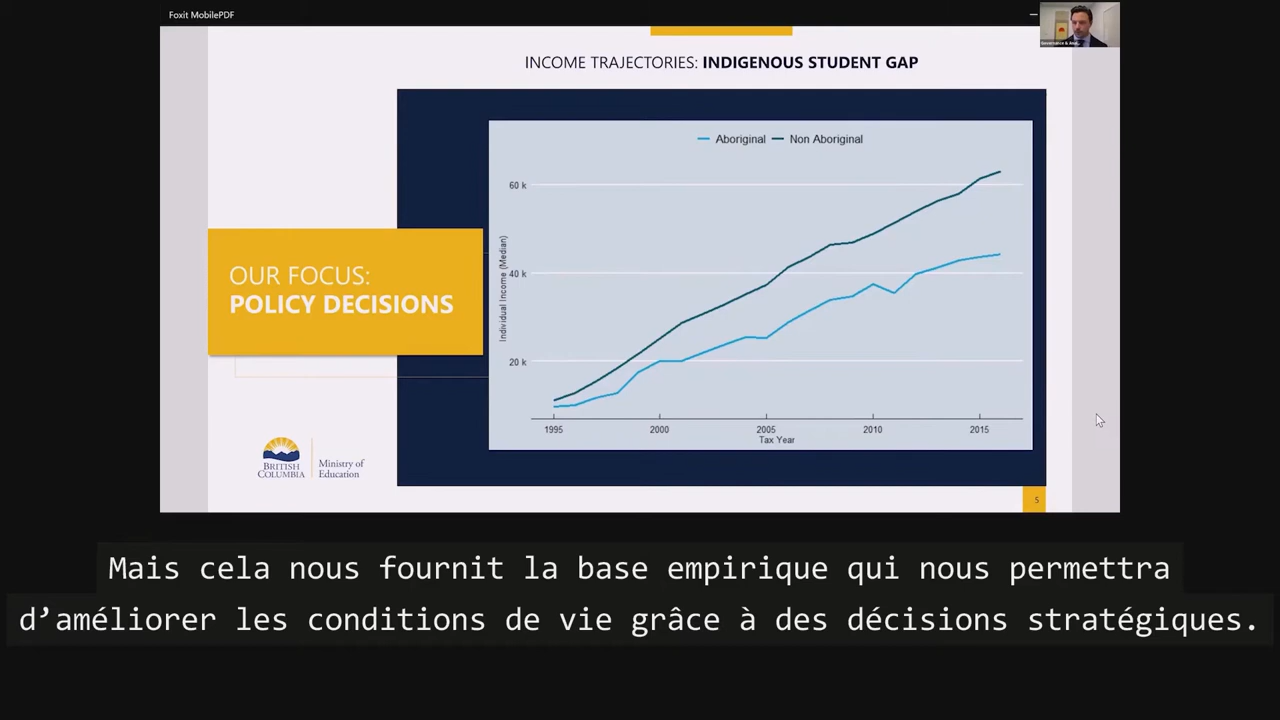 Foxit MobilePDF
INCOME TRAJECTORIES: INDIGENOUS STUDENT GAP
Aboriginal
Non Aboriginal
60 k
40 k
20 k
Individual Income (Median)
1995
2000
2005
2010
2015
Tax Year
OUR FOCUS:
POLICY DECISIONS
BRITISH
COLUMBIA
Ministry of
Education
5
Mais cela nous fournit la base empirique qui nous permettra
d’améliorer les conditions de vie grâce à des décisions stratégiques.